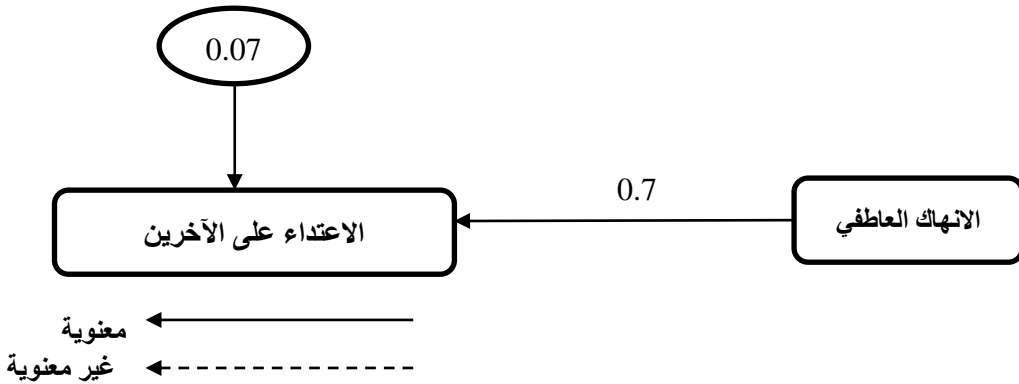 0.07
0.7
الانهاك العاطفي
الاعتداء على الآخرين
معنوية
غير معنوية